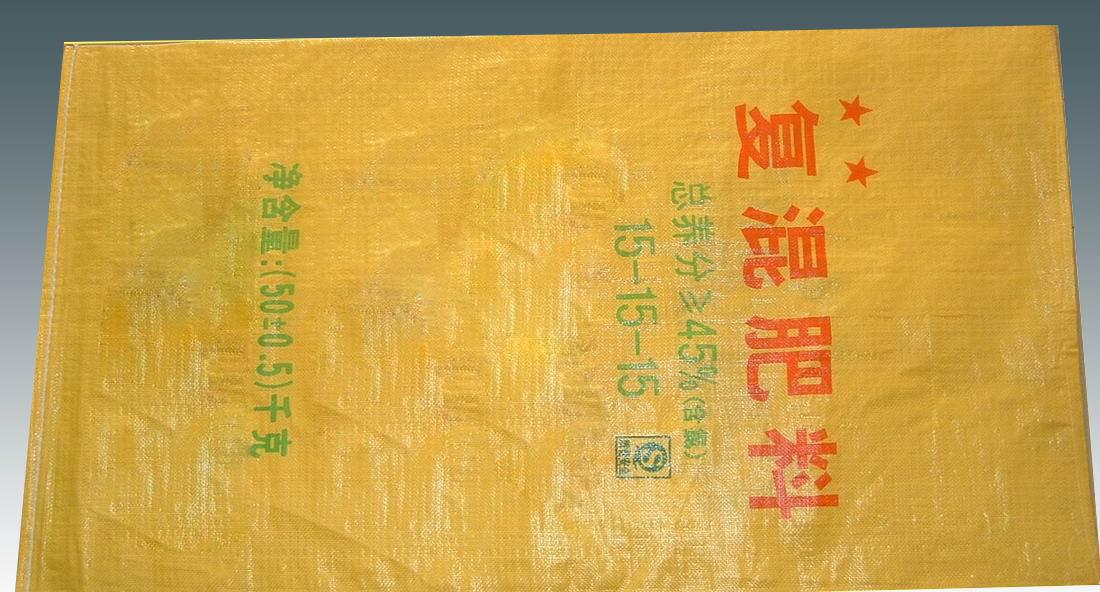 ★★
复混肥料
总养分≥45%(含氯)
15-15-15
净含量:(50±0.5)千克